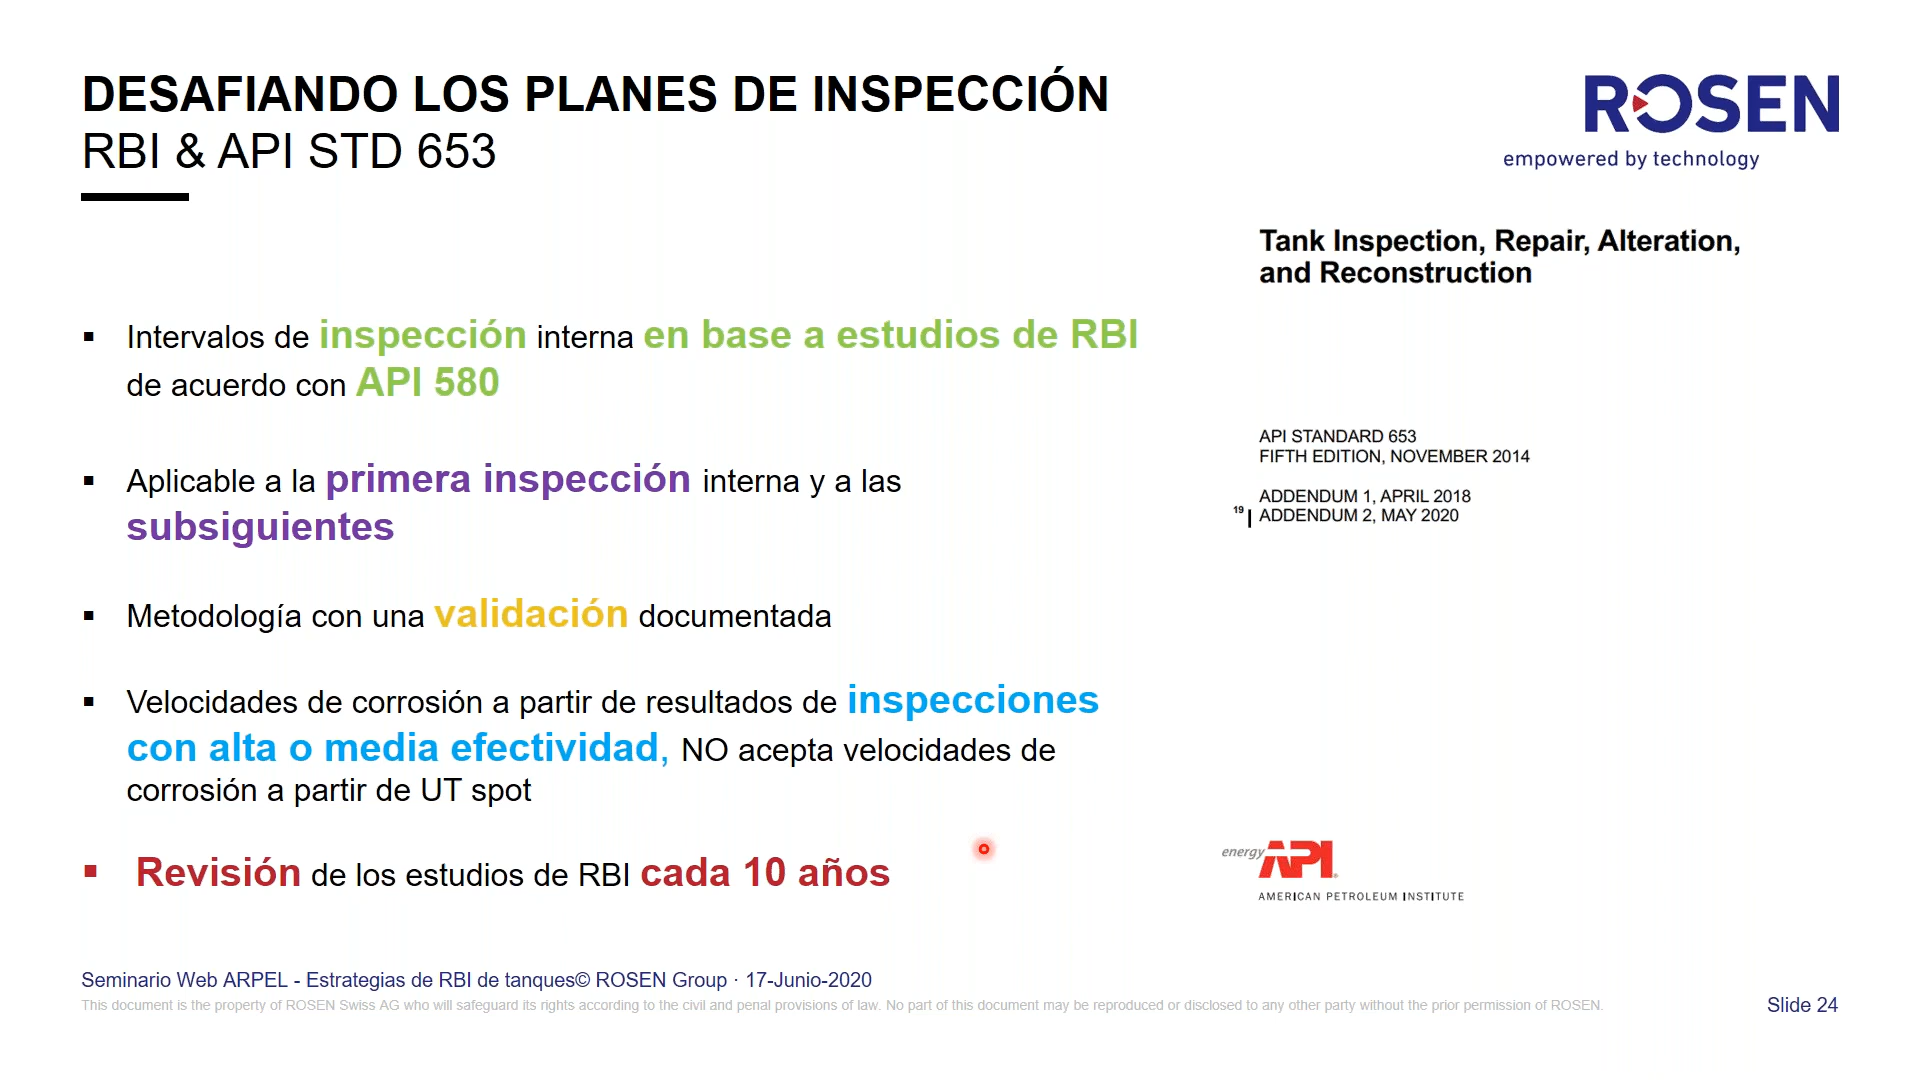 DESAFIANDO LOS PLANES DE INSPECCIÓN
RBI & API STD 653
ROSEN
empowered by technology
Tank Inspection, Repair, Alteration,
and Reconstruction
▪ Intervalos de inspección interna en base a estudios de RBI
de acuerdo con API 580
API STANDARD 653
FIFTH EDITION, NOVEMBER 2014
▪ Aplicable a la primera inspección interna y a las
subsiguientes
ADDENDUM 1, APRIL 2018
19 | ADDENDUM 2, MAY 2020
▪ Metodología con una validación documentada
▪ Velocidades de corrosión a partir de resultados de inspecciones
con alta o media efectividad, NO acepta velocidades de
corrosión a partir de UT spot
▪ Revisión de los estudios de RBI cada 10 años
energy API®
AMERICAN PETROLEUM INSTITUTE
Seminario Web ARPEL - Estrategias de RBI de tanques© ROSEN Group · 17-Junio-2020
This document is the property of ROSEN Swiss AG who will safeguard its rights according to the civil and penal provisions of law. No part of this document may be reproduced or disclosed to any other party without the prior permission of ROSEN.
Slide 24